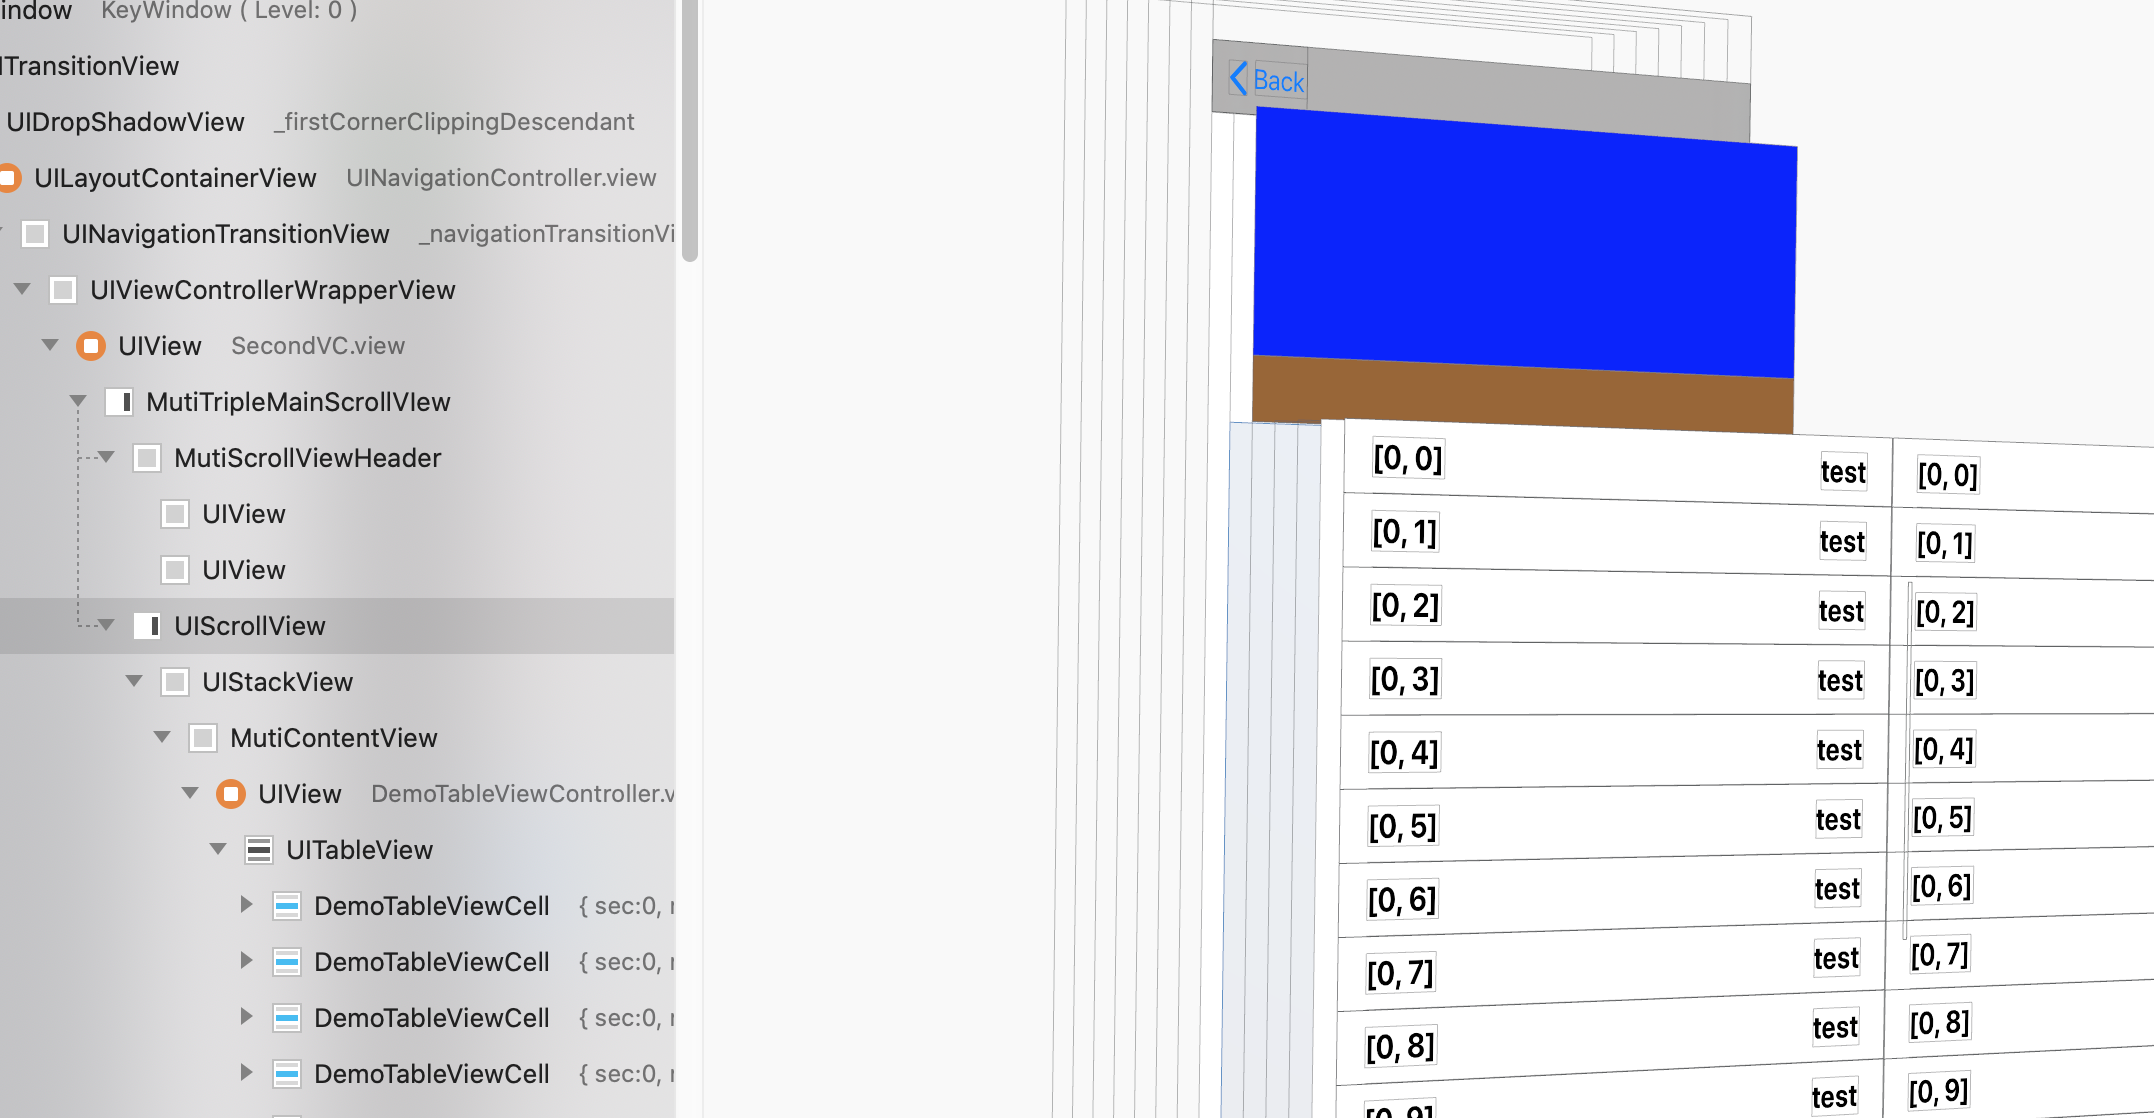 indow KeyWindow ( Level: 0 )
ITransitionView
UIDropShadowView _firstCornerClippingDescendant
UILayoutContainerView UINavigationController.view
UINavigationTransitionView _navigationTransitionVi
UIViewControllerWrapperView
UIView SecondVC.view
MutiTripleMainScrollVIew
MutiScrollViewHeader
UIView
UIView
UIScrollView
UIStackView
MutiContentView
UIView DemoTableViewController.v
UITableView
DemoTableViewCell { sec:0, r
DemoTableViewCell { sec:0, r
DemoTableViewCell { sec:0, r
DemoTableViewCell { sec:0, r
Back
[0, 0] test [0, 0]
[0, 1] test [0, 1]
[0, 2] test [0, 2]
[0, 3] test [0, 3]
[0, 4] test [0, 4]
[0, 5] test [0, 5]
[0, 6] test [0, 6]
[0, 7] test [0, 7]
[0, 8] test [0, 8]
[0, 9] test [0, 9]